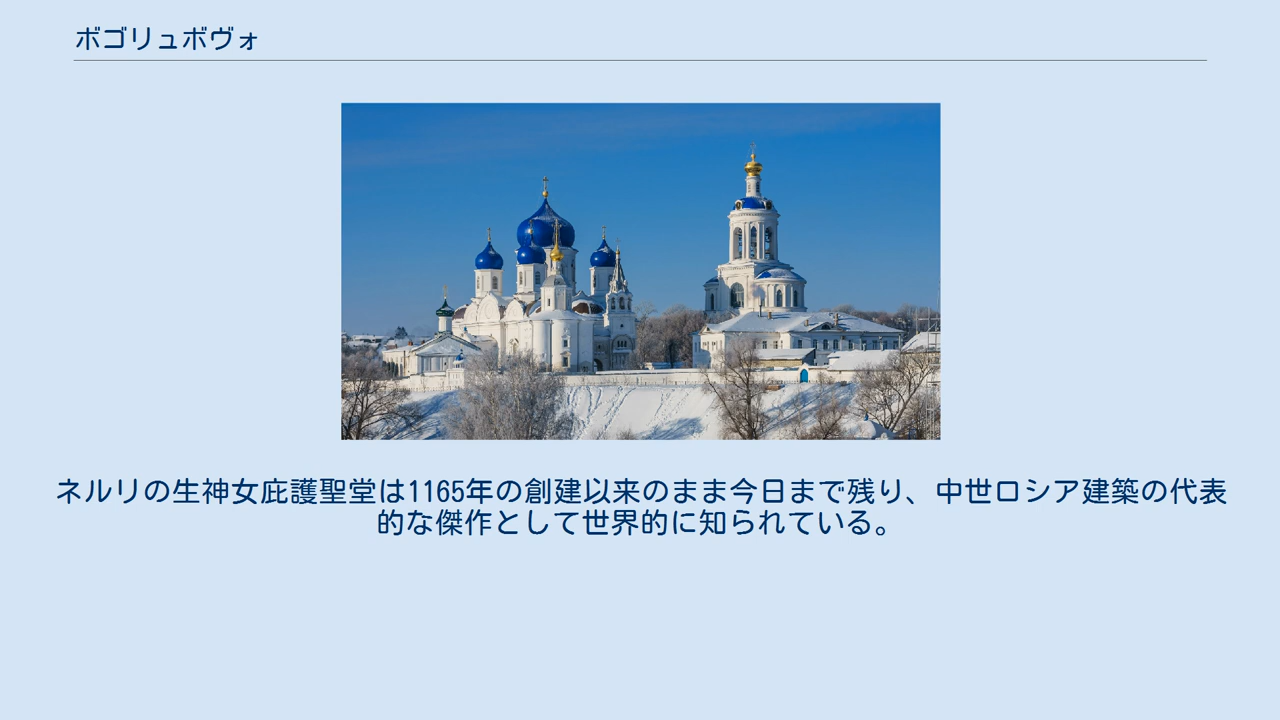 ボゴリュボヴォ
ネルリの生神女庇護聖堂は1165年の創建以来のまま今日まで残り、中世ロシア建築の代表
的な傑作として世界的に知られている。